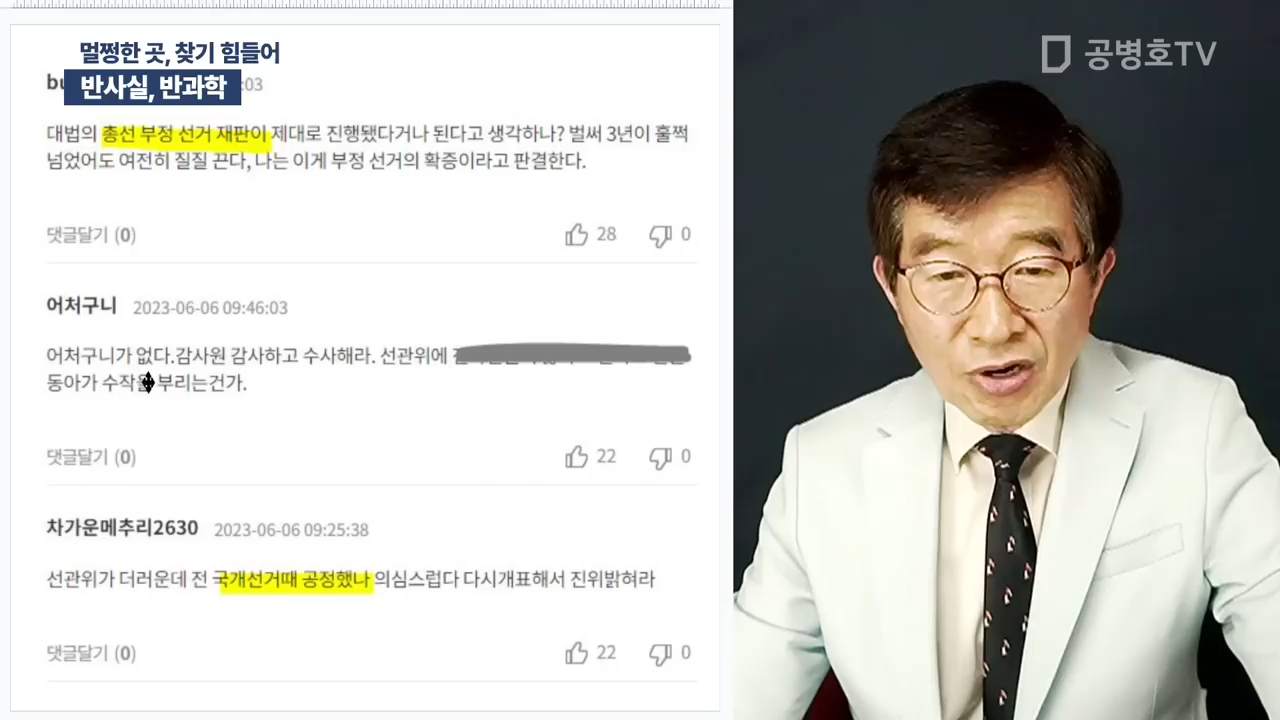 멀쩡한 곳, 찾기 힘들어
반사실, 반과학
bu
:03
공병호TV
대법의 총선 부정 선거 재판이 제대로 진행됐다거나 된다고 생각하나? 벌써 3년이 훌쩍
넘었어도 여전히 질질 끈다, 나는 이게 부정 선거의 확증이라고 판결한다.
댓글달기 (0)
28
0
어처구니 2023-06-06 09:46:03
어처구니가 없다.감사원 감사하고 수사해라. 선관위에
동아가 수작을 부리는건가.
댓글달기 (0)
22
0
차가운메추리2630 2023-06-06 09:25:38
선관위가 더러운데 전 국개선거때 공정했나 의심스럽다 다시개표해서 진위밝혀라
댓글달기 (0)
22
0